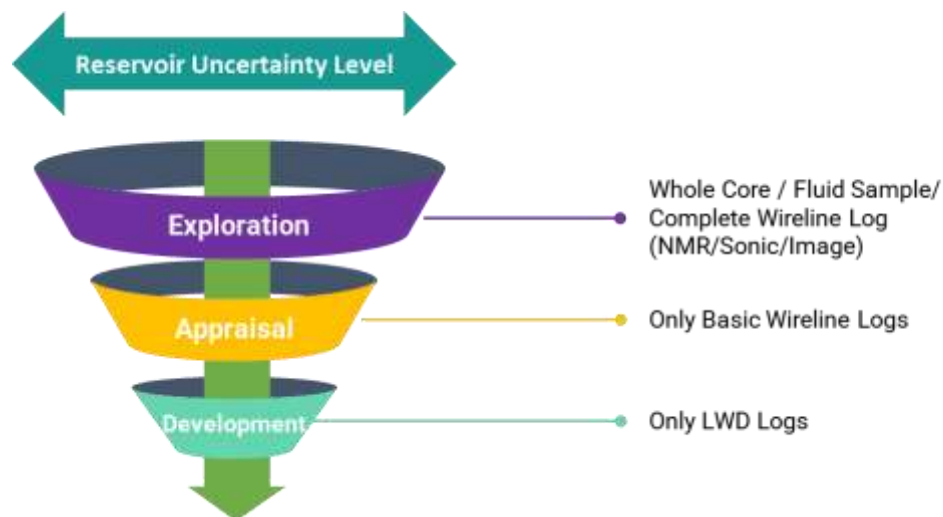 Reservoir Uncertainty Level
Exploration
Whole Core / Fluid Sample/
Complete Wireline Log
(NMR/Sonic/Image)
Appraisal
Only Basic Wireline Logs
Development
Only LWD Logs